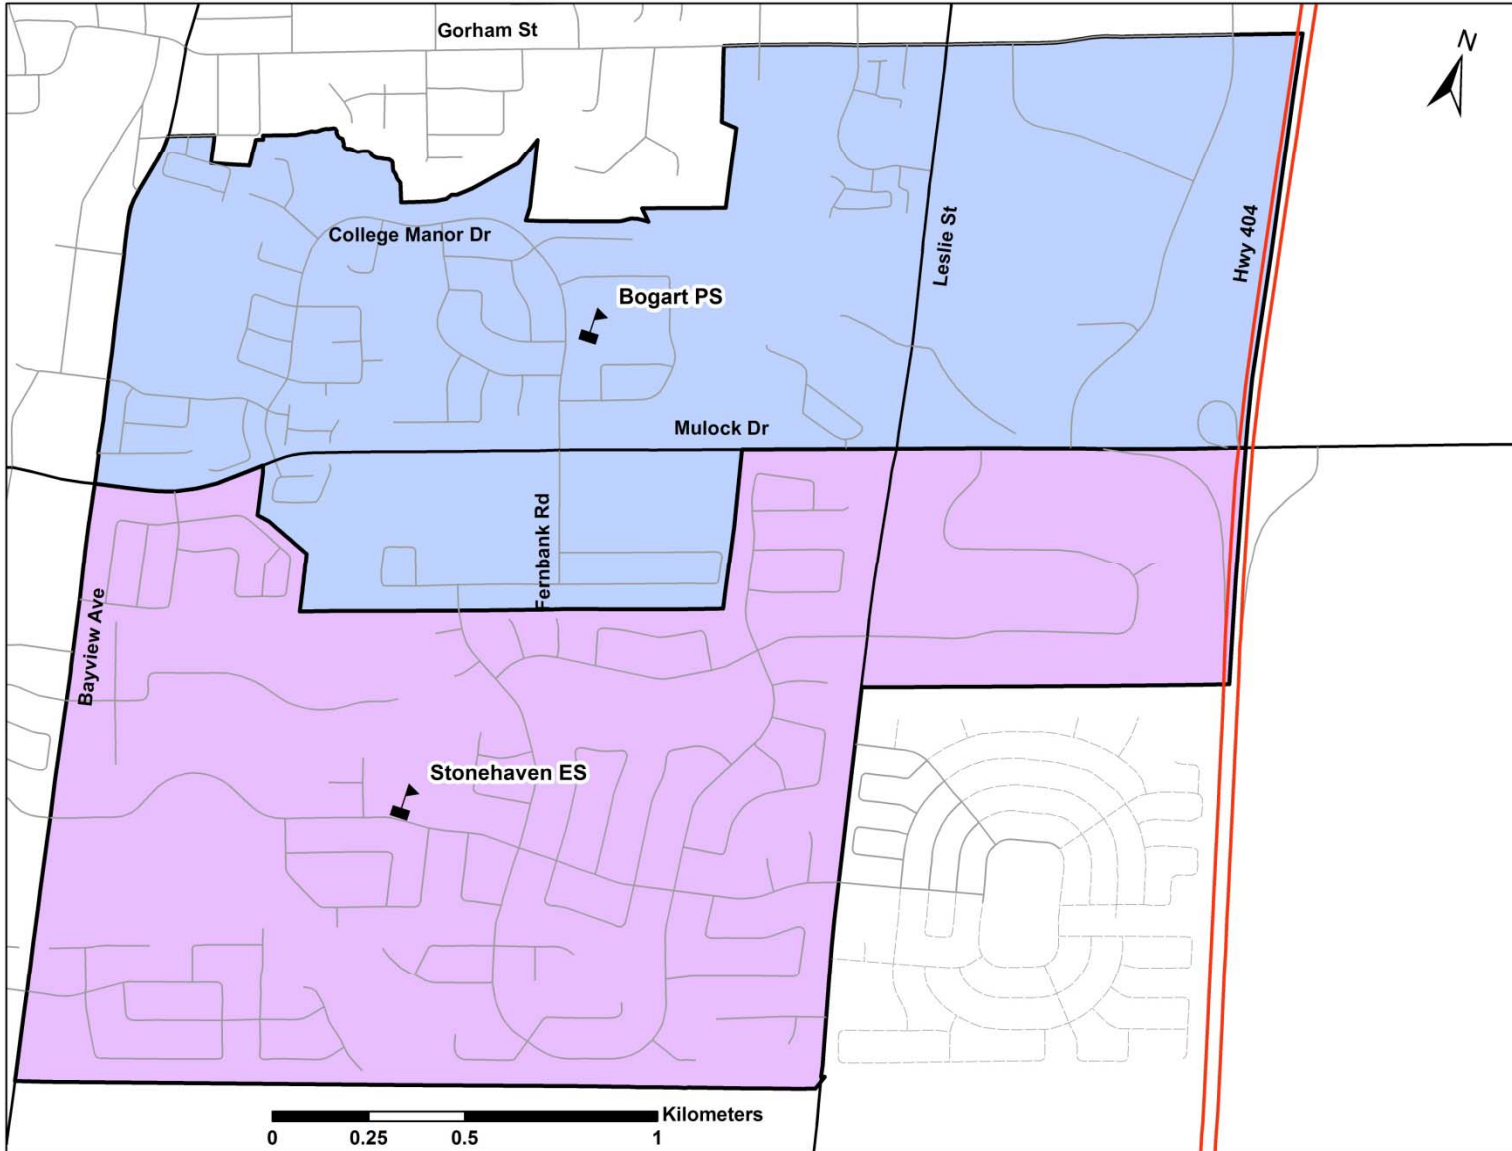 Gorham St
N
College Manor Dr
Leslie St
Hwy 404
Bogart PS
Mulock Dr
Fernbank Rd
Bayview Ave
Stonehaven ES
Kilometers
0 0.25 0.5 1